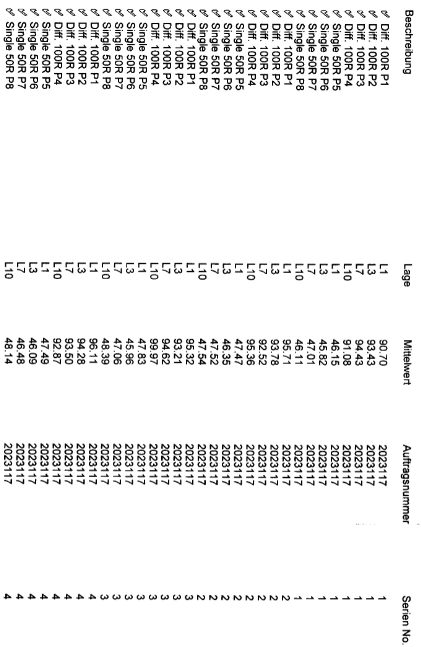 Beschreibung Lage Mittelwert Auftragsnummer Serien No.
Diff. 100R P1 L1 90.70 2023117 1
Diff. 100R P2 L3 93.43 2023117 1
Diff. 100R P3 L7 94.43 2023117 1
Diff. 100R P4 L10 91.08 2023117 1
Single 50R P5 L1 46.15 2023117 1
Single 50R P6 L3 45.82 2023117 1
Single 50R P7 L7 47.01 2023117 1
Single 50R P8 L10 46.11 2023117 1
Diff. 100R P1 L1 95.71 2023117 2
Diff. 100R P2 L3 93.78 2023117 2
Diff. 100R P3 L7 92.52 2023117 2
Diff. 100R P4 L10 95.36 2023117 2
Single 50R P5 L1 47.47 2023117 2
Single 50R P6 L3 46.35 2023117 2
Single 50R P7 L7 47.52 2023117 2
Single 50R P8 L10 47.54 2023117 2
Diff. 100R P1 L1 95.32 2023117 3
Diff. 100R P2 L3 93.21 2023117 3
Diff. 100R P3 L7 94.62 2023117 3
Diff. 100R P4 L10 99.97 2023117 3
Single 50R P5 L1 47.83 2023117 3
Single 50R P6 L3 45.96 2023117 3
Single 50R P7 L7 47.06 2023117 3
Single 50R P8 L10 48.39 2023117 3
Diff. 100R P1 L1 96.11 2023117 4
Diff. 100R P2 L3 94.28 2023117 4
Diff. 100R P3 L7 93.50 2023117 4
Diff. 100R P4 L10 92.87 2023117 4
Single 50R P5 L1 47.49 2023117 4
Single 50R P6 L3 46.09 2023117 4
Single 50R P7 L7 46.48 2023117 4
Single 50R P8 L10 48.14 2023117 4